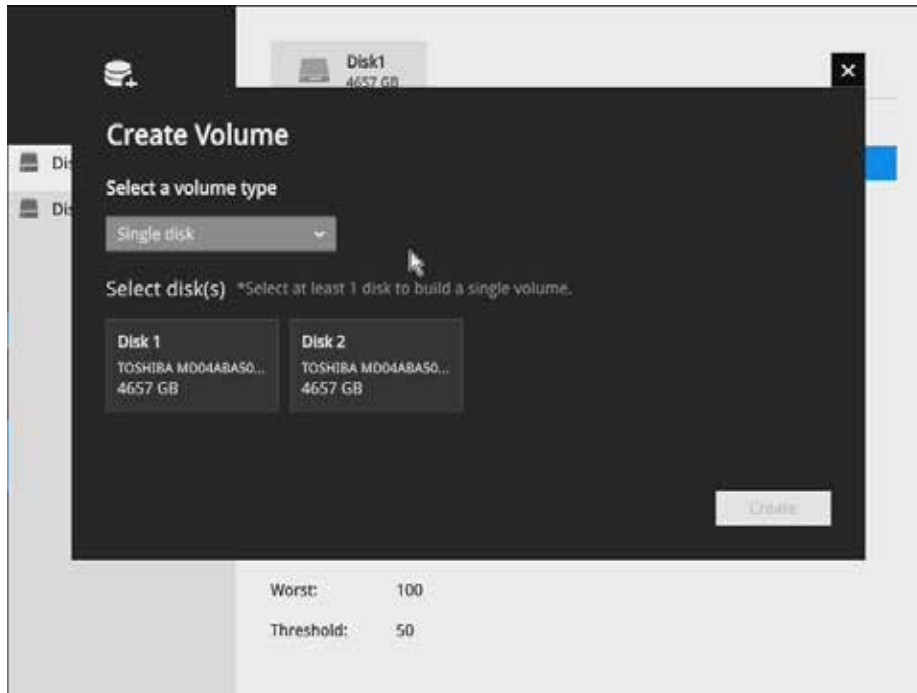 Disk1
4657 GB
Create Volume
Select a volume type
Single disk
Select disk(s) *Select at least 1 disk to build a single volume.
Disk 1
TOSHIBA MD04ABA50...
4657 GB
Disk 2
TOSHIBA MD04ABA50...
4657 GB
Create
Worst: 100
Threshold: 50